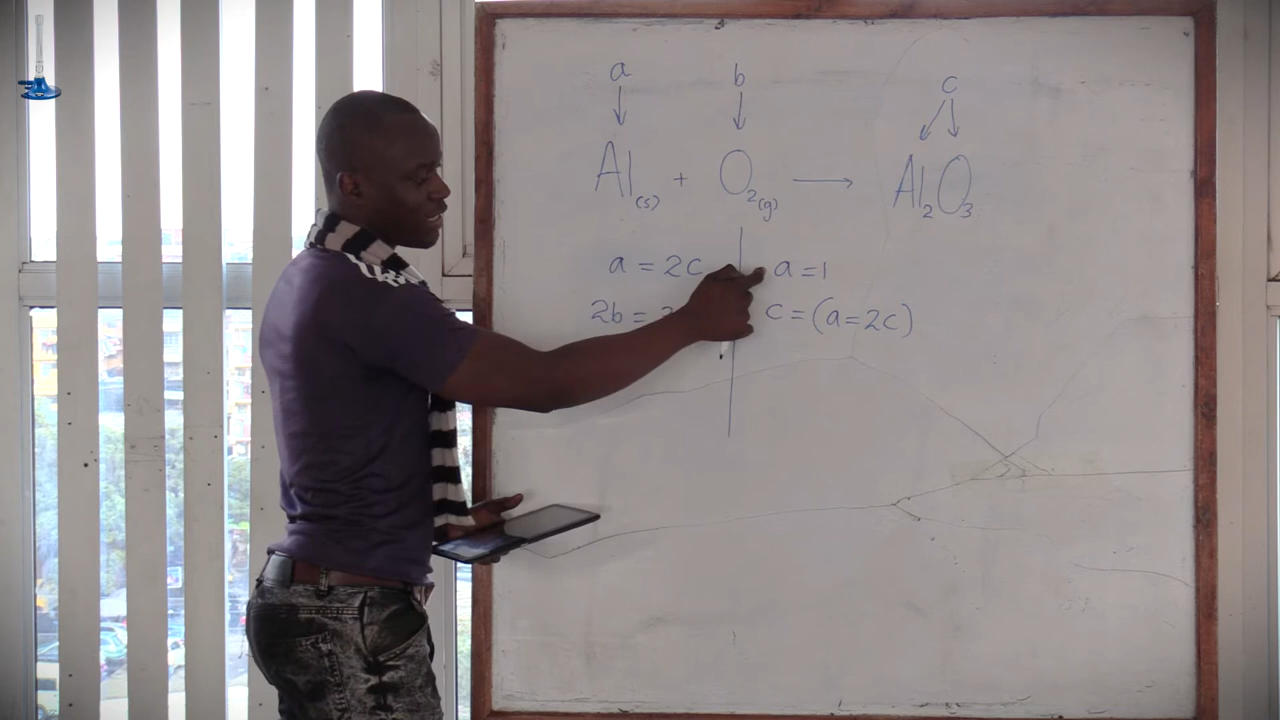 a b c
Al(s) + O2(g) → Al2O3
a = 2c a = 1
2b = c = (a = 2c)